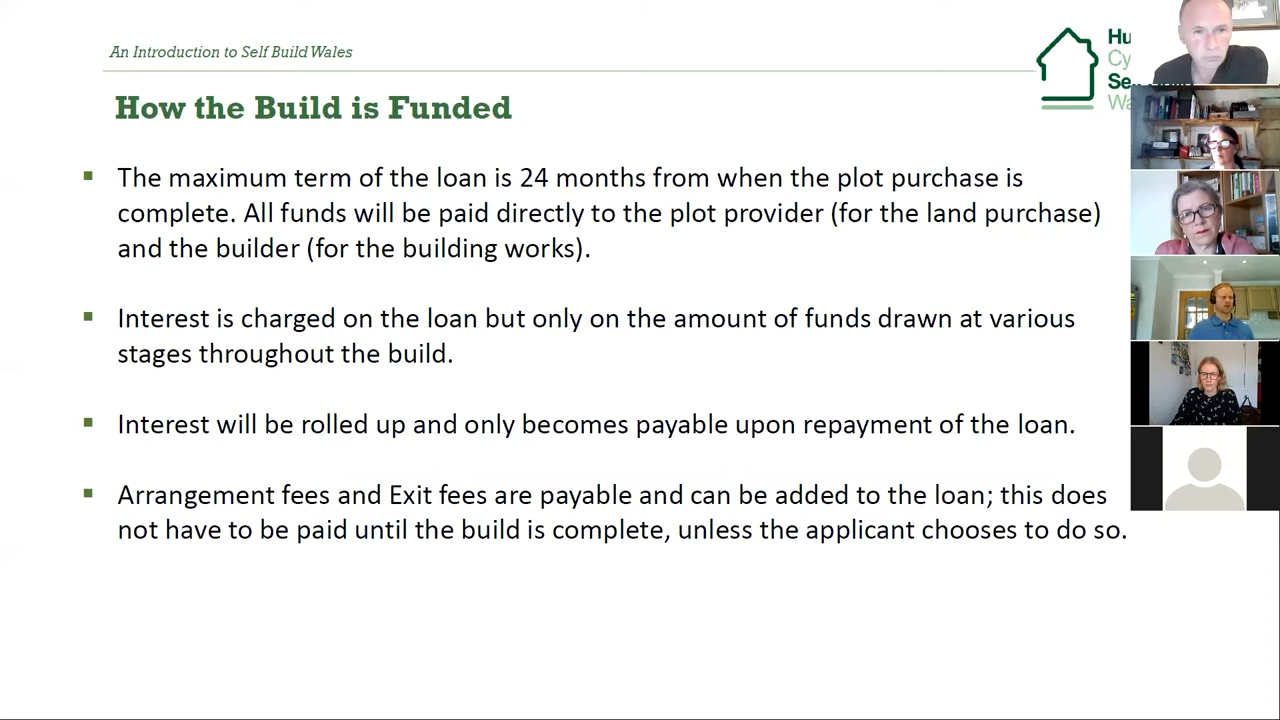 An Introduction to Self Build Wales
Hu
Cy
Se
Wa
How the Build is Funded
The maximum term of the loan is 24 months from when the plot purchase is
complete. All funds will be paid directly to the plot provider (for the land purchase)
and the builder (for the building works).
Interest is charged on the loan but only on the amount of funds drawn at various
stages throughout the build.
Interest will be rolled up and only becomes payable upon repayment of the loan.
Arrangement fees and Exit fees are payable and can be added to the loan; this does
not have to be paid until the build is complete, unless the applicant chooses to do so.